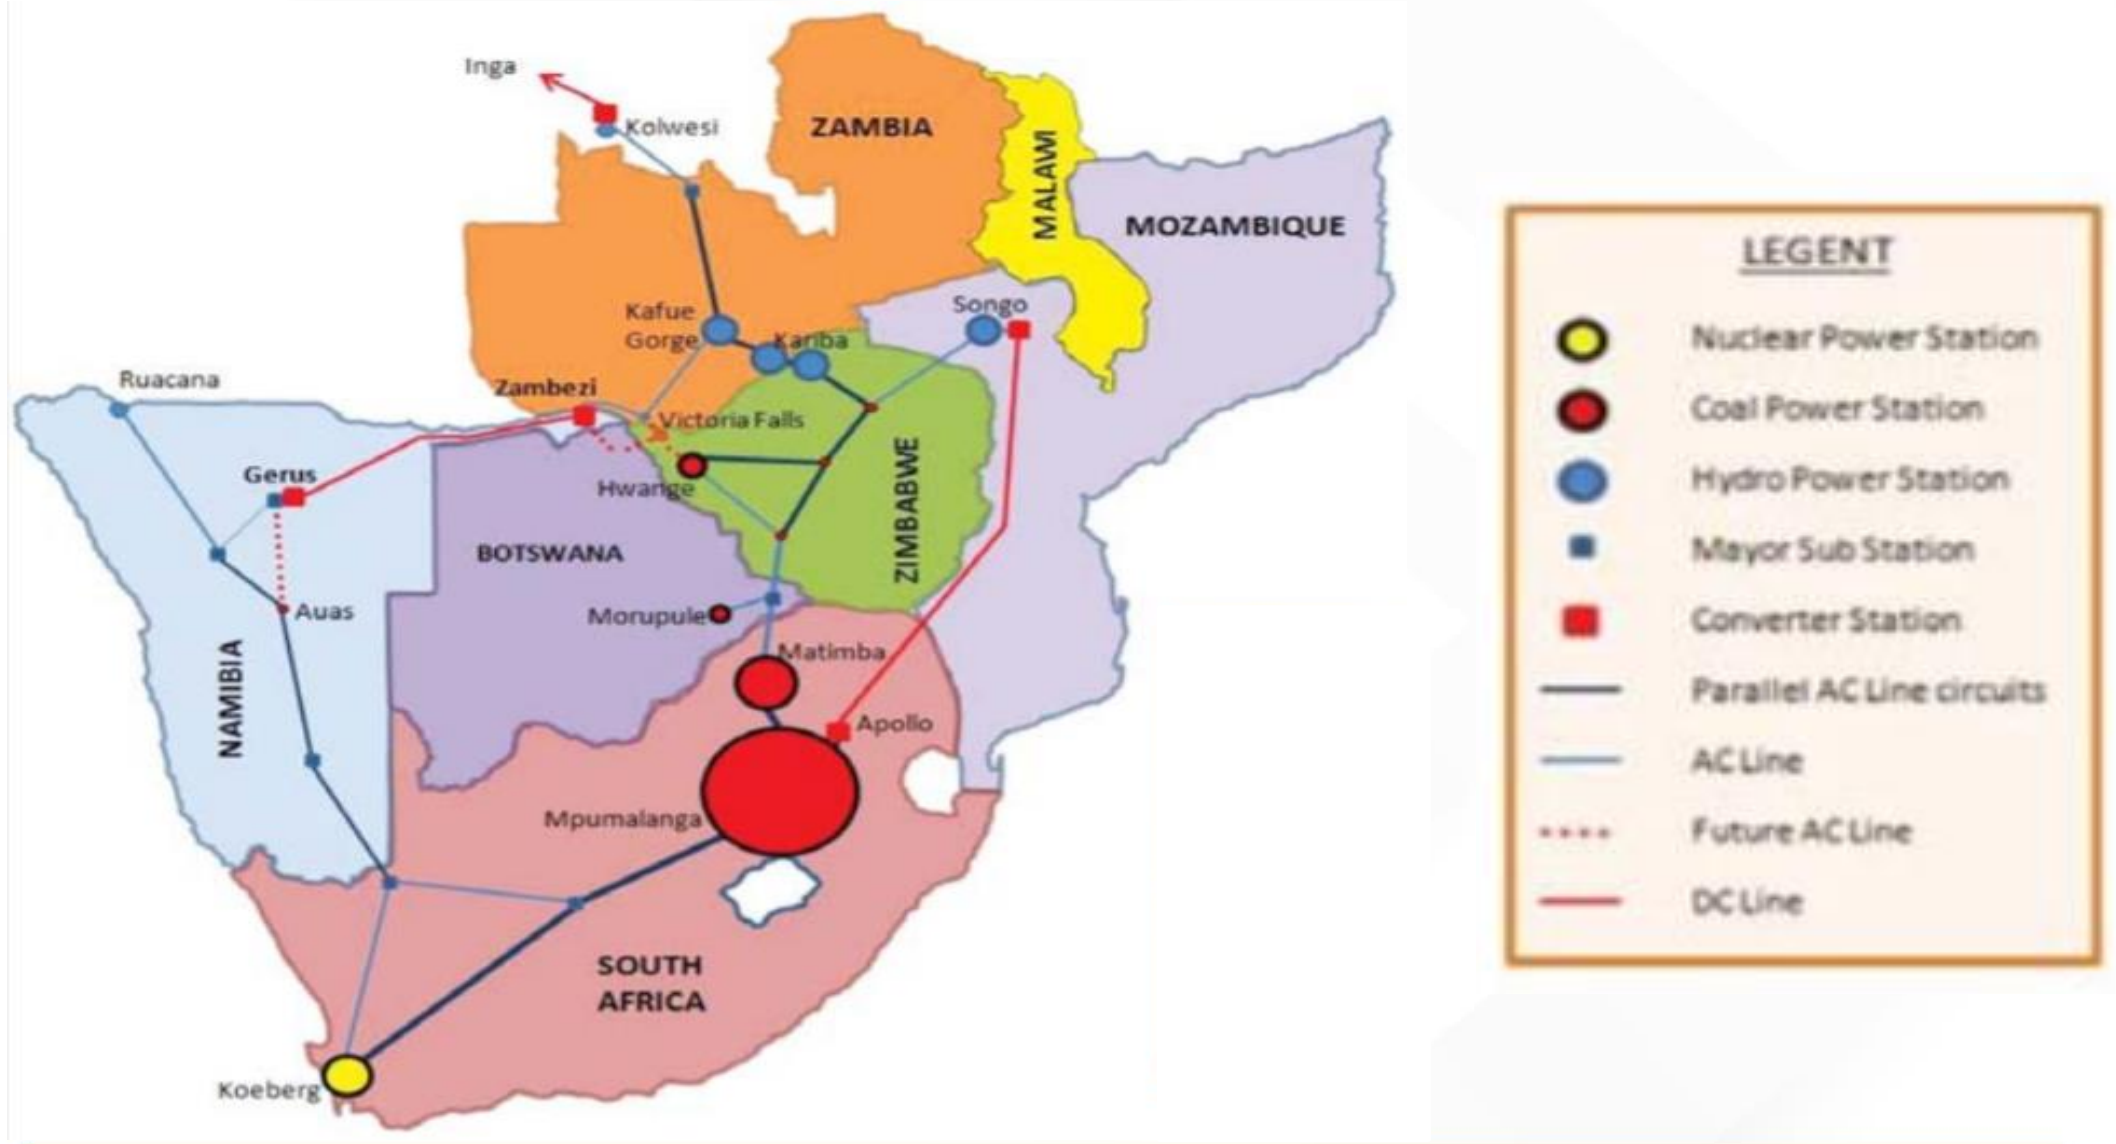 Inga
Kolwesi
ZAMBIA
MALAWI
MOZAMBIQUE
Kafue
Gorge
Kariba
Songo
Ruacana
Zambezi
Victoria Falls
Gerus
Hwange
ZIMBABWE
BOTSWANA
Auas
Morupule
NAMIBIA
Matimba
Apollo
Mpumalanga
SOUTH
AFRICA
Koeberg
LEGENT
Nuclear Power Station
Coal Power Station
Hydro Power Station
Mayor Sub Station
Converter Station
Parallel AC Line circuits
AC Line
Future AC Line
DC Line